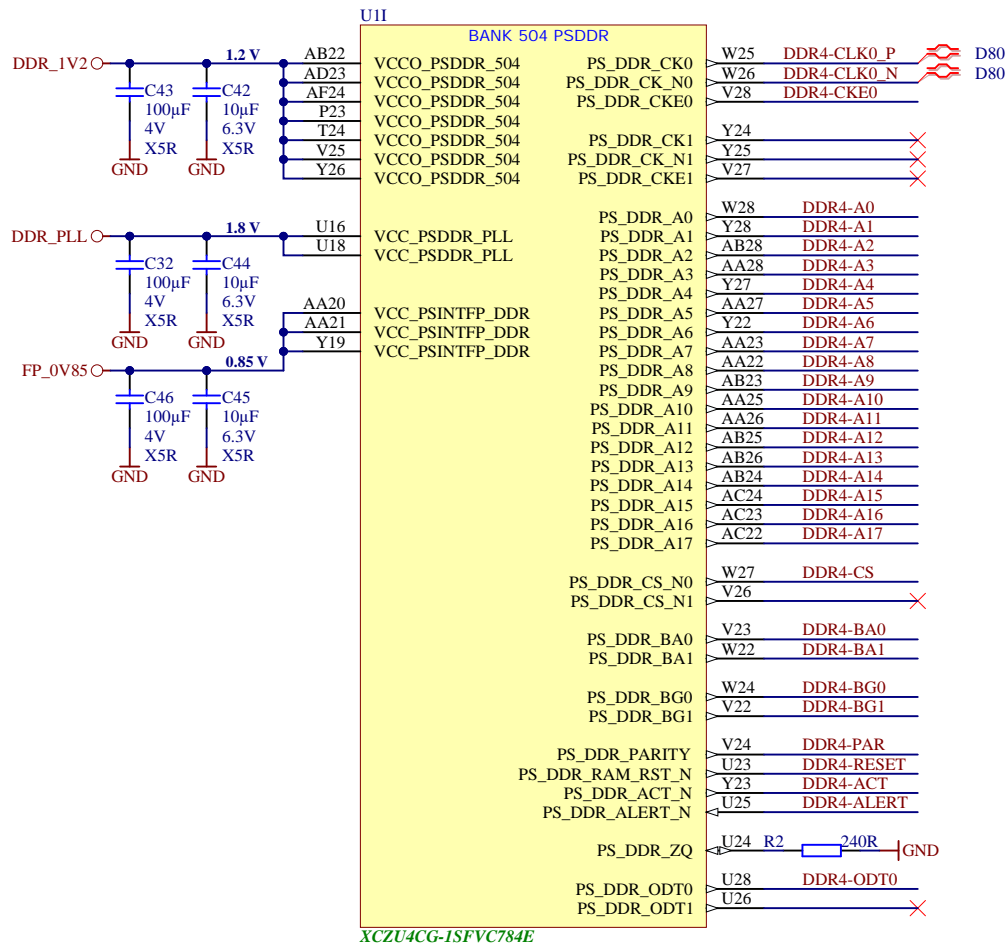 U1I
BANK 504 PSDDR
DDR_1V2
1.2 V
AB22
AD23
AF24
P23
T24
V25
Y26
VCCO_PSDDR_504
VCCO_PSDDR_504
VCCO_PSDDR_504
VCCO_PSDDR_504
VCCO_PSDDR_504
VCCO_PSDDR_504
VCCO_PSDDR_504
C43
100µF
4V
X5R
GND
C42
10µF
6.3V
X5R
GND
DDR_PLL
1.8 V
U16 VCC_PSDDR_PLL
U18 VCC_PSDDR_PLL
C32
100µF
4V
X5R
GND
C44
10µF
6.3V
X5R
GND
AA20 VCC_PSINTFP_DDR
AA21 VCC_PSINTFP_DDR
Y19 VCC_PSINTFP_DDR
FP_0V85
0.85 V
C46
100µF
4V
X5R
GND
C45
10µF
6.3V
X5R
GND
PS_DDR_CK0 W25 DDR4-CLK0_P D80
PS_DDR_CK_N0 W26 DDR4-CLK0_N D80
PS_DDR_CKE0 V28 DDR4-CKE0
PS_DDR_CK1 Y24
PS_DDR_CK_N1 Y25
PS_DDR_CKE1 V27
PS_DDR_A0 W28 DDR4-A0
PS_DDR_A1 Y28 DDR4-A1
PS_DDR_A2 AB28 DDR4-A2
PS_DDR_A3 AA28 DDR4-A3
PS_DDR_A4 Y27 DDR4-A4
PS_DDR_A5 AA27 DDR4-A5
PS_DDR_A6 Y22 DDR4-A6
PS_DDR_A7 AA23 DDR4-A7
PS_DDR_A8 AA22 DDR4-A8
PS_DDR_A9 AB23 DDR4-A9
PS_DDR_A10 AA25 DDR4-A10
PS_DDR_A11 AA26 DDR4-A11
PS_DDR_A12 AB25 DDR4-A12
PS_DDR_A13 AB26 DDR4-A13
PS_DDR_A14 AB24 DDR4-A14
PS_DDR_A15 AC24 DDR4-A15
PS_DDR_A16 AC23 DDR4-A16
PS_DDR_A17 AC22 DDR4-A17
PS_DDR_CS_N0 W27 DDR4-CS
PS_DDR_CS_N1 V26
PS_DDR_BA0 V23 DDR4-BA0
PS_DDR_BA1 W22 DDR4-BA1
PS_DDR_BG0 W24 DDR4-BG0
PS_DDR_BG1 V22 DDR4-BG1
PS_DDR_PARITY V24 DDR4-PAR
PS_DDR_RAM_RST_N U23 DDR4-RESET
PS_DDR_ACT_N Y23 DDR4-ACT
PS_DDR_ALERT_N U25 DDR4-ALERT
PS_DDR_ZQ U24 R2 240R GND
PS_DDR_ODT0 U28 DDR4-ODT0
PS_DDR_ODT1 U26
XCZU4CG-1SFVC784E